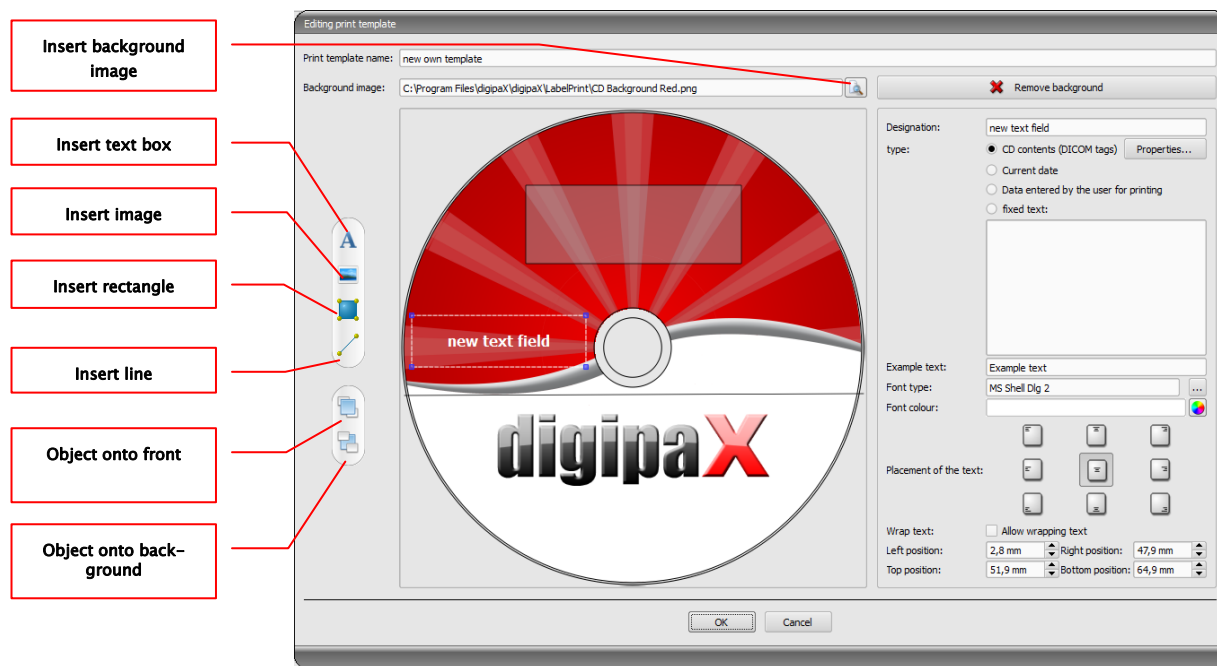 Insert background
image
Insert text box
Insert image
Insert rectangle
Insert line
Object onto front
Object onto back-
ground
Editing print template
Print template name: new own template
Background image: C:\Program Files\digipaX\digipaX\LabelPrint\CD Background Red.png
Remove background
A
new text field
digipaX
Designation: new text field
type: CD contents (DICOM tags) Properties...
Current date
Data entered by the user for printing
fixed text:
Example text: Example text
Font type: MS Shell Dlg 2 ...
Font colour:
Placement of the text:
Wrap text: Allow wrapping text
Left position: 2,8 mm Right position: 47,9 mm
Top position: 51,9 mm Bottom position: 64,9 mm
OK Cancel